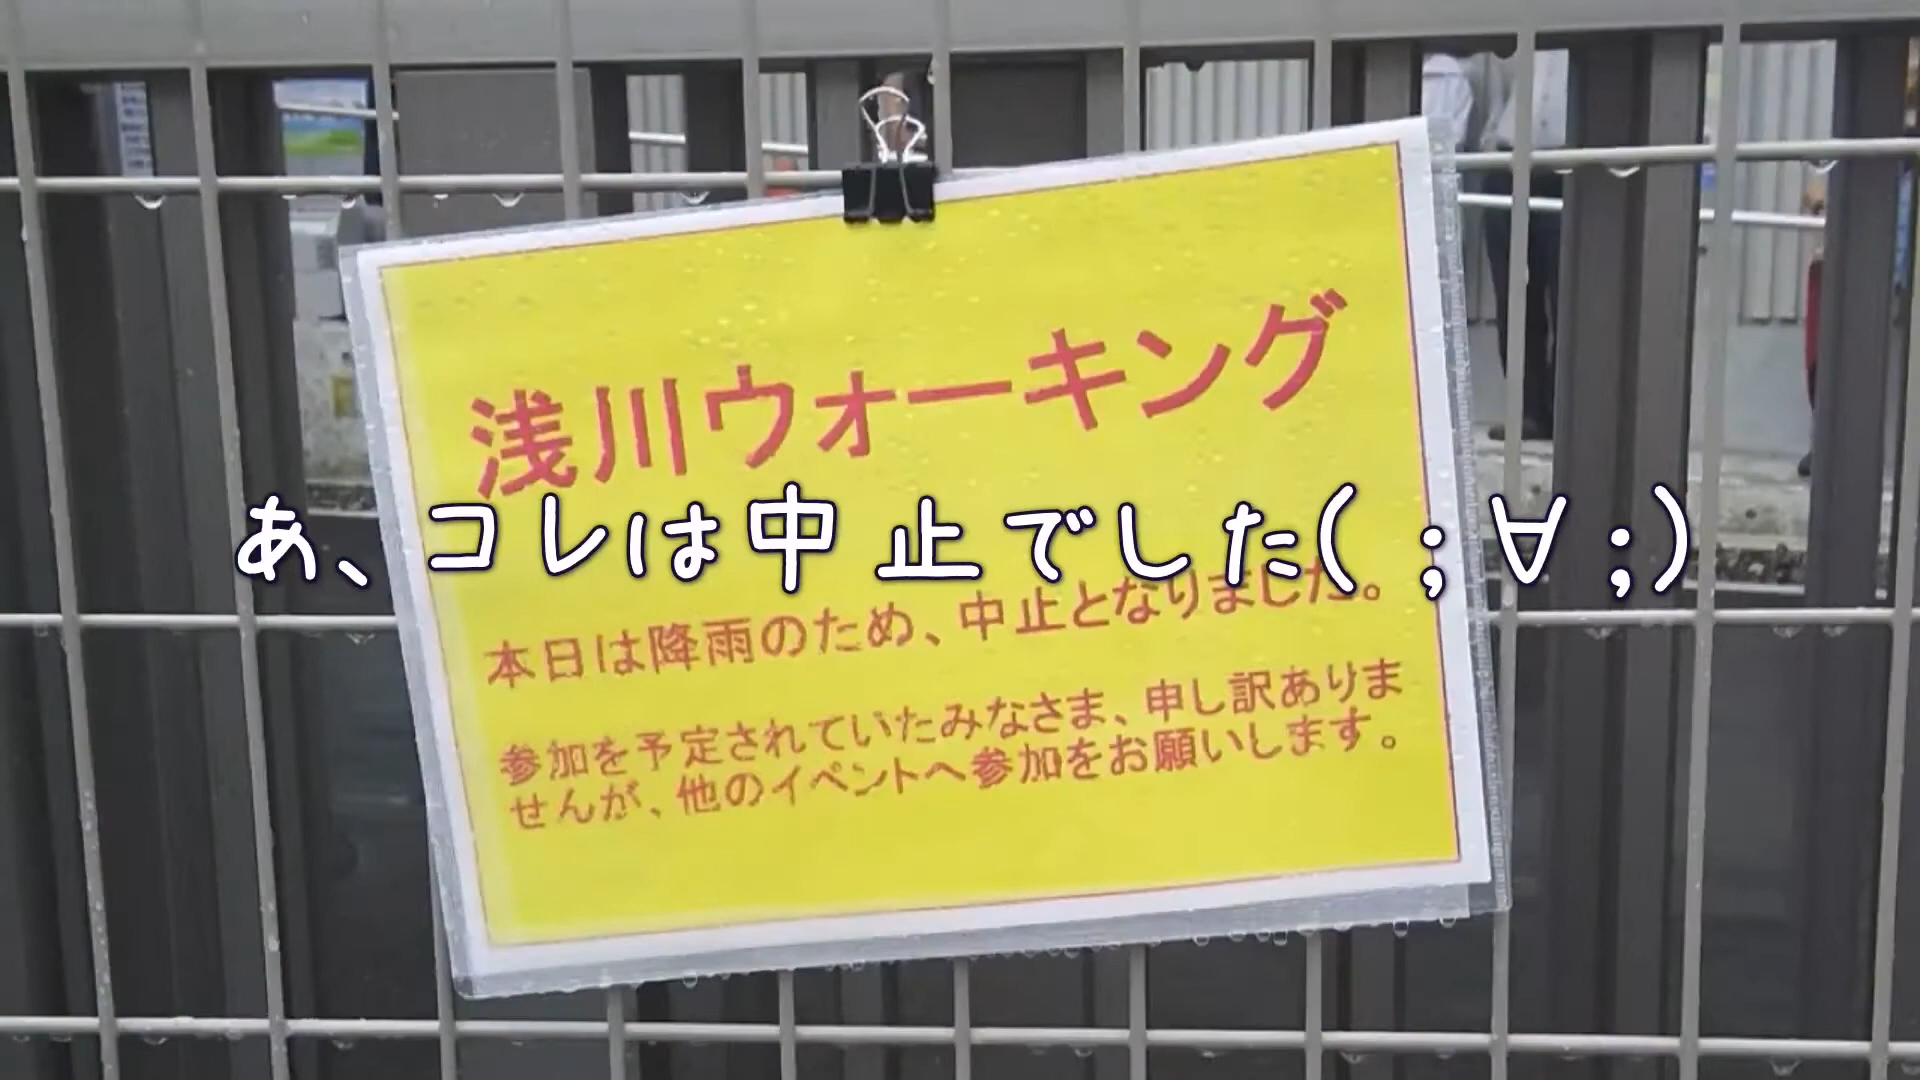 浅川ウォーキング
あ、コレは中止でした( ;∀;)
本日は降雨のため、中止となりました。
参加を予定されていたみなさま、申し訳ありま
せんが、他のイベントへ参加をお願いします。